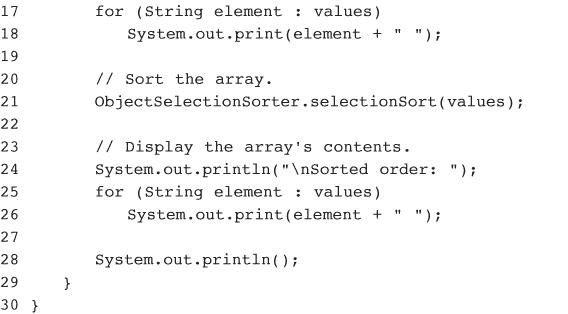 17        for (String element : values)
18           System.out.print(element + " ");
19
20        // Sort the array.
21        ObjectSelectionSorter.selectionSort(values);
22
23        // Display the array's contents.
24        System.out.println("\nSorted order: ");
25        for (String element : values)
26           System.out.print(element + " ");
27
28        System.out.println();
29     }
30  }